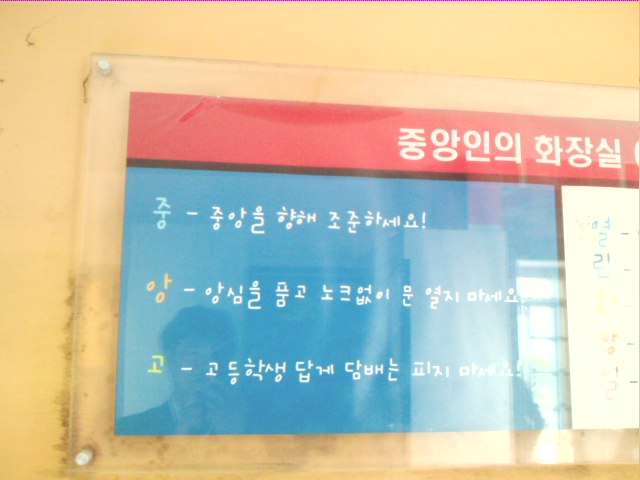 중앙인의 화장실 (
중 - 중앙을 향해 조준하세요!
앙 - 앙심을 품고 노크없이 문 열지 마세요!
고 - 고등학생 답게 담배는 피지 마세요!
열 -
린 -